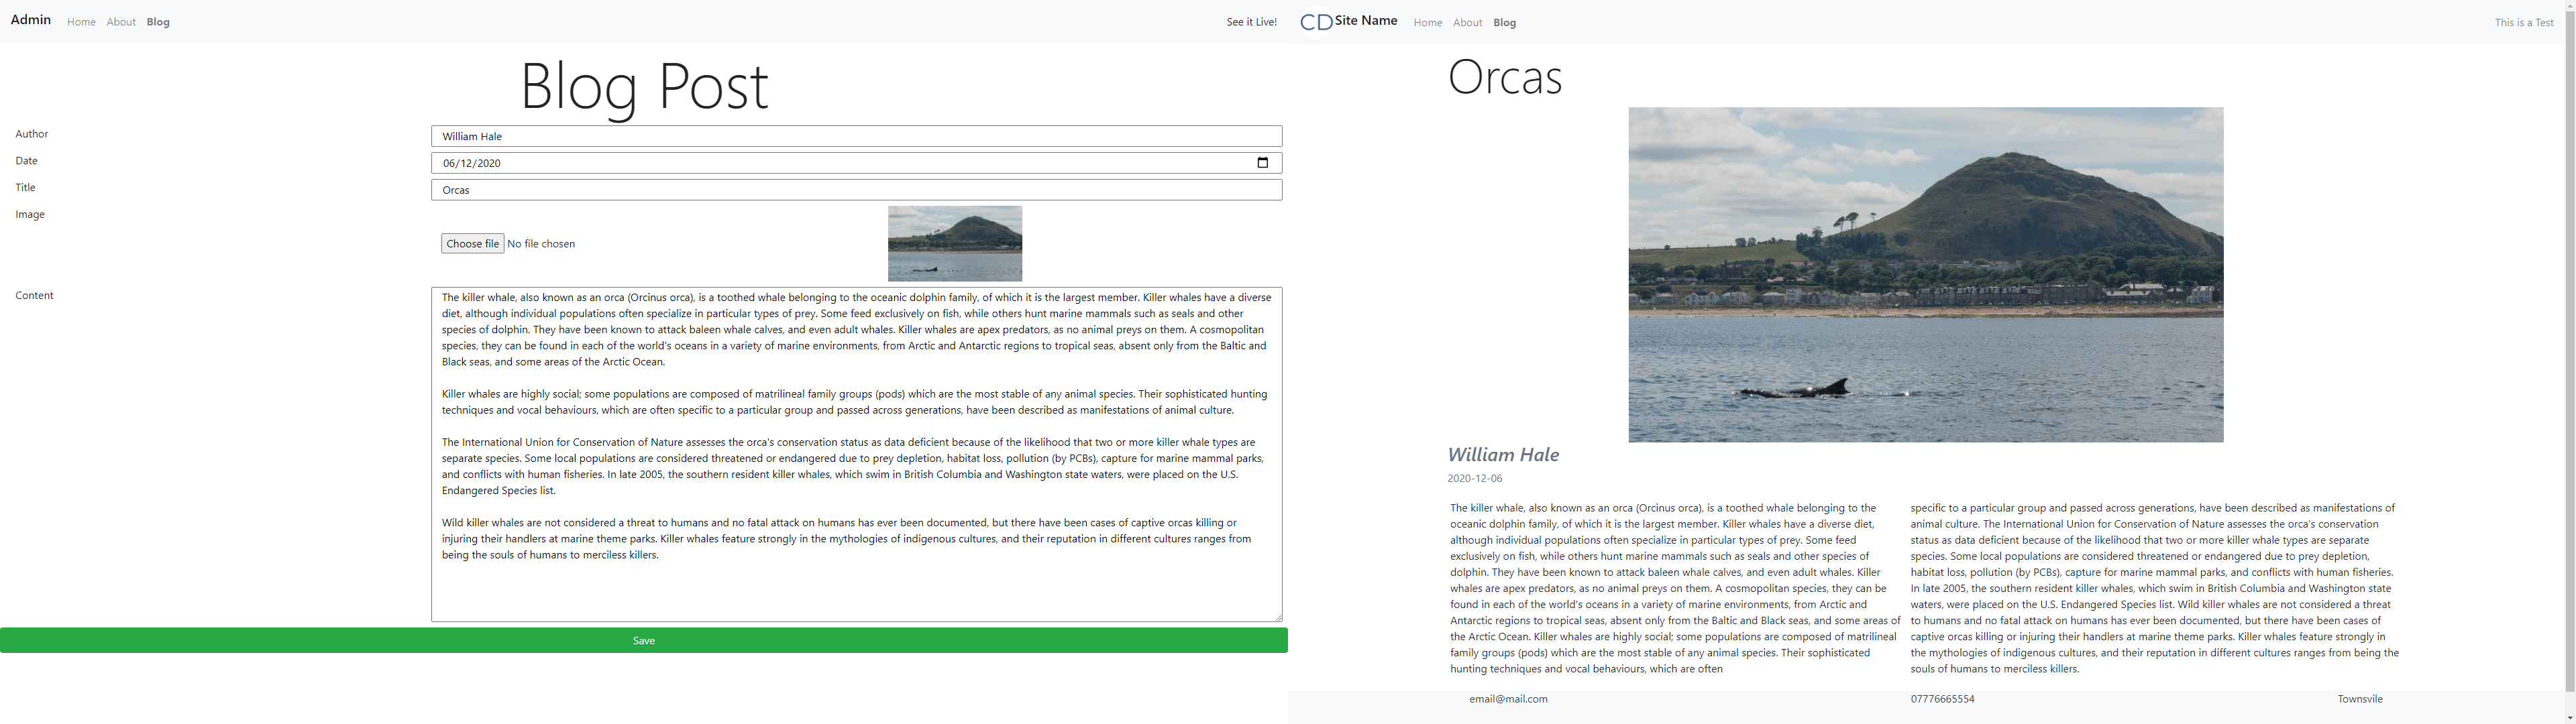 Admin Home About Blog See it Live!
Blog Post
Author William Hale
Date 06/12/2020
Title Orcas
Image
Choose file No file chosen
Content
The killer whale, also known as an orca (Orcinus orca), is a toothed whale belonging to the oceanic dolphin family, of which it is the largest member. Killer whales have a diverse
diet, although individual populations often specialize in particular types of prey. Some feed exclusively on fish, while others hunt marine mammals such as seals and other
species of dolphin. They have been known to attack baleen whale calves, and even adult whales. Killer whales are apex predators, as no animal preys on them. A cosmopolitan
species, they can be found in each of the world's oceans in a variety of marine environments, from Arctic and Antarctic regions to tropical seas, absent only from the Baltic and
Black seas, and some areas of the Arctic Ocean.
Killer whales are highly social; some populations are composed of matrilineal family groups (pods) which are the most stable of any animal species. Their sophisticated hunting
techniques and vocal behaviours, which are often specific to a particular group and passed across generations, have been described as manifestations of animal culture.
The International Union for Conservation of Nature assesses the orca's conservation status as data deficient because of the likelihood that two or more killer whale types are
separate species. Some local populations are considered threatened or endangered due to prey depletion, habitat loss, pollution (by PCBs), capture for marine mammal parks,
and conflicts with human fisheries. In late 2005, the southern resident killer whales, which swim in British Columbia and Washington state waters, were placed on the U.S.
Endangered Species list.
Wild killer whales are not considered a threat to humans and no fatal attack on humans has ever been documented, but there have been cases of captive orcas killing or
injuring their handlers at marine theme parks. Killer whales feature strongly in the mythologies of indigenous cultures, and their reputation in different cultures ranges from
being the souls of humans to merciless killers.
Save
CD Site Name Home About Blog This is a Test
Orcas
William Hale
2020-12-06
The killer whale, also known as an orca (Orcinus orca), is a toothed whale belonging to the
oceanic dolphin family, of which it is the largest member. Killer whales have a diverse diet,
although individual populations often specialize in particular types of prey. Some feed
exclusively on fish, while others hunt marine mammals such as seals and other species of
dolphin. They have been known to attack baleen whale calves, and even adult whales. Killer
whales are apex predators, as no animal preys on them. A cosmopolitan species, they can be
found in each of the world's oceans in a variety of marine environments, from Arctic and
Antarctic regions to tropical seas, absent only from the Baltic and Black seas, and some areas of
the Arctic Ocean. Killer whales are highly social; some populations are composed of matrilineal
family groups (pods) which are the most stable of any animal species. Their sophisticated
hunting techniques and vocal behaviours, which are often
specific to a particular group and passed across generations, have been described as manifestations of
animal culture. The International Union for Conservation of Nature assesses the orca's conservation
status as data deficient because of the likelihood that two or more killer whale types are separate
species. Some local populations are considered threatened or endangered due to prey depletion,
habitat loss, pollution (by PCBs), capture for marine mammal parks, and conflicts with human fisheries.
In late 2005, the southern resident killer whales, which swim in British Columbia and Washington state
waters, were placed on the U.S. Endangered Species list. Wild killer whales are not considered a threat
to humans and no fatal attack on humans has ever been documented, but there have been cases of
captive orcas killing or injuring their handlers at marine theme parks. Killer whales feature strongly in
the mythologies of indigenous cultures, and their reputation in different cultures ranges from being the
souls of humans to merciless killers.
email@mail.com 07776665554 Townsvile